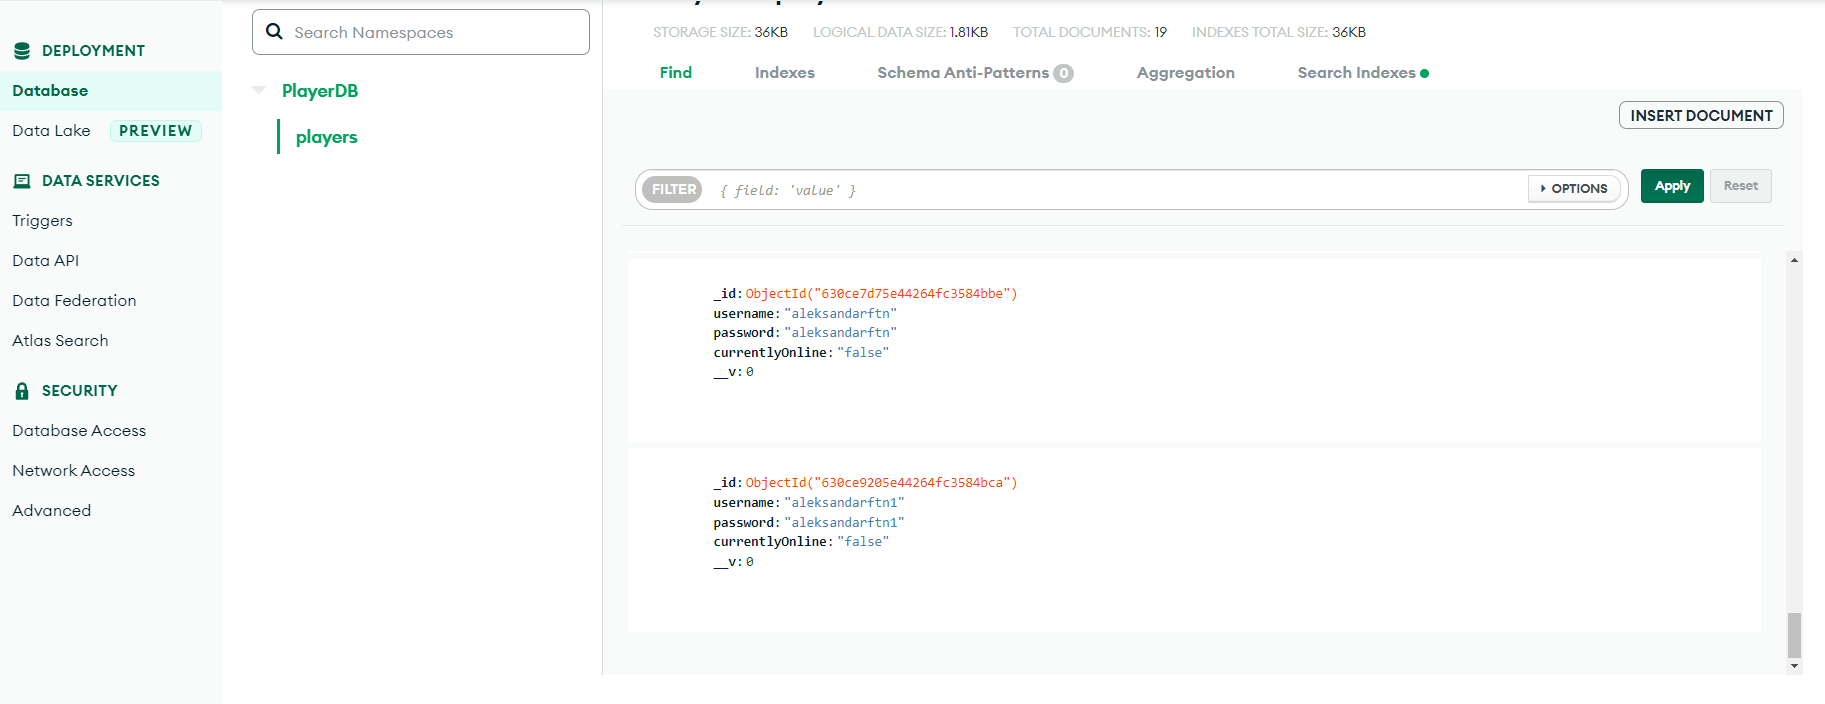 DEPLOYMENT
Database
Data Lake PREVIEW
DATA SERVICES
Triggers
Data API
Data Federation
Atlas Search
SECURITY
Database Access
Network Access
Advanced
Search Namespaces
PlayerDB
players
STORAGE SIZE: 36KB LOGICAL DATA SIZE: 1.81KB TOTAL DOCUMENTS: 19 INDEXES TOTAL SIZE: 36KB
Find Indexes Schema Anti-Patterns 0 Aggregation Search Indexes
INSERT DOCUMENT
FILTER { field: 'value' } OPTIONS Apply Reset
_id: ObjectId("630ce7d75e44264fc3584bbe")
username: "aleksandarftn"
password: "aleksandarftn"
currentlyOnline: "false"
__v: 0
_id: ObjectId("630ce9205e44264fc3584bca")
username: "aleksandarftn1"
password: "aleksandarftn1"
currentlyOnline: "false"
__v: 0